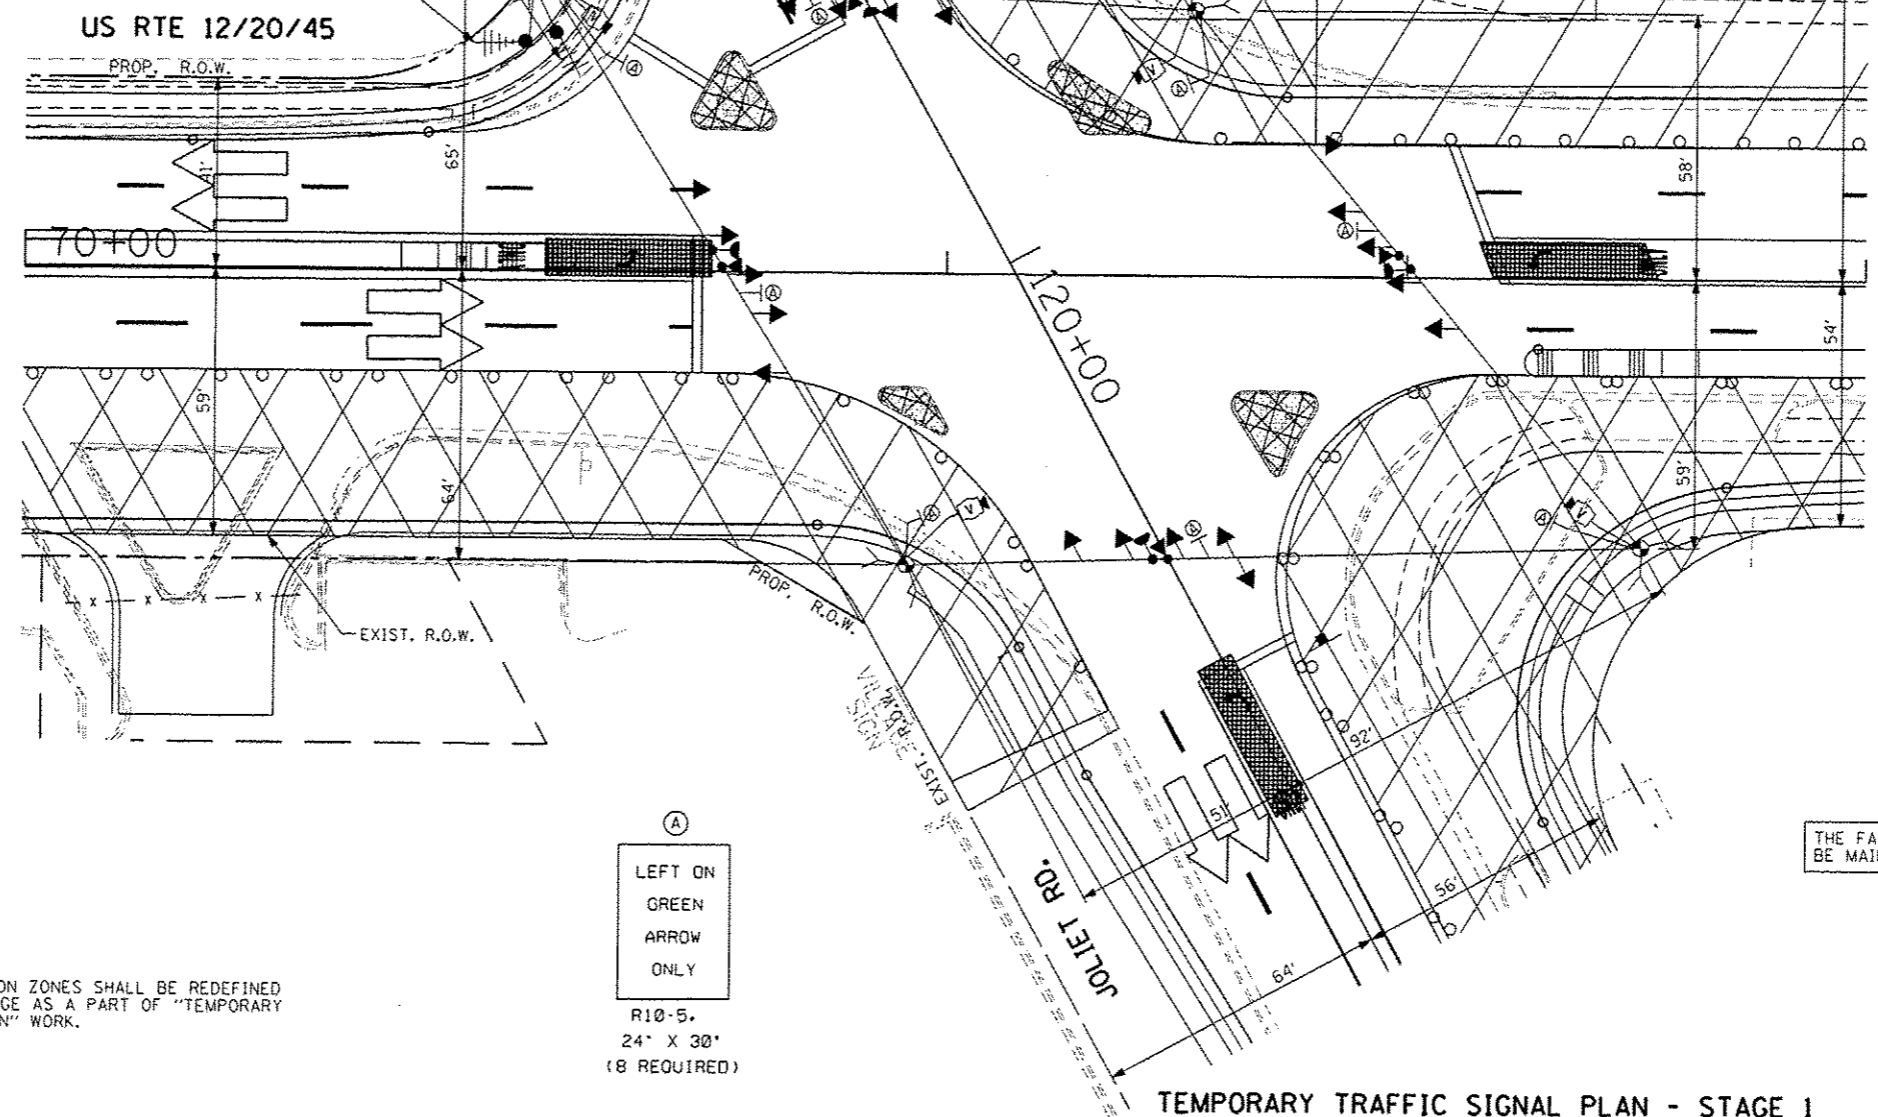 US RTE 12/20/45
PROP. R.O.W.
A
A
A
A
V
41'
65'
58'
70+00
A
A
120+00
54'
59'
59'
64'
A
V
A
A
V
PROP. R.O.W.
X X X X
EXIST. R.O.W.
VILLAGE
SIGN
EXIST. R.O.W.
92'
51'
56'
64'
JOLIET RD.
A
LEFT ON
GREEN
ARROW
ONLY
R10-5.
24" X 30"
(8 REQUIRED)
THE FA
BE MAI
ON ZONES SHALL BE REDEFINED
GE AS A PART OF "TEMPORARY
N" WORK.
TEMPORARY TRAFFIC SIGNAL PLAN - STAGE 1